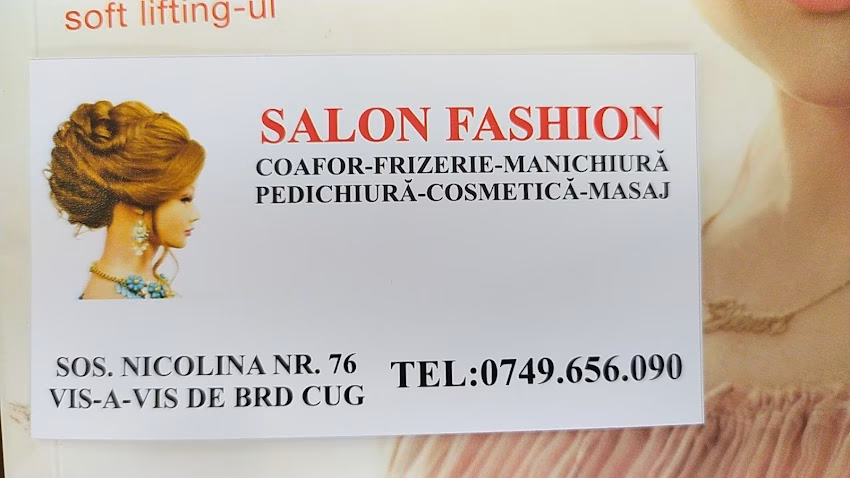 soft lifting-ul
SALON FASHION
COAFOR-FRIZERIE-MANICHIURĂ
PEDICHIURĂ-COSMETICĂ-MASAJ
SOS. NICOLINA NR. 76
VIS-A-VIS DE BRD CUG
TEL:0749.656.090